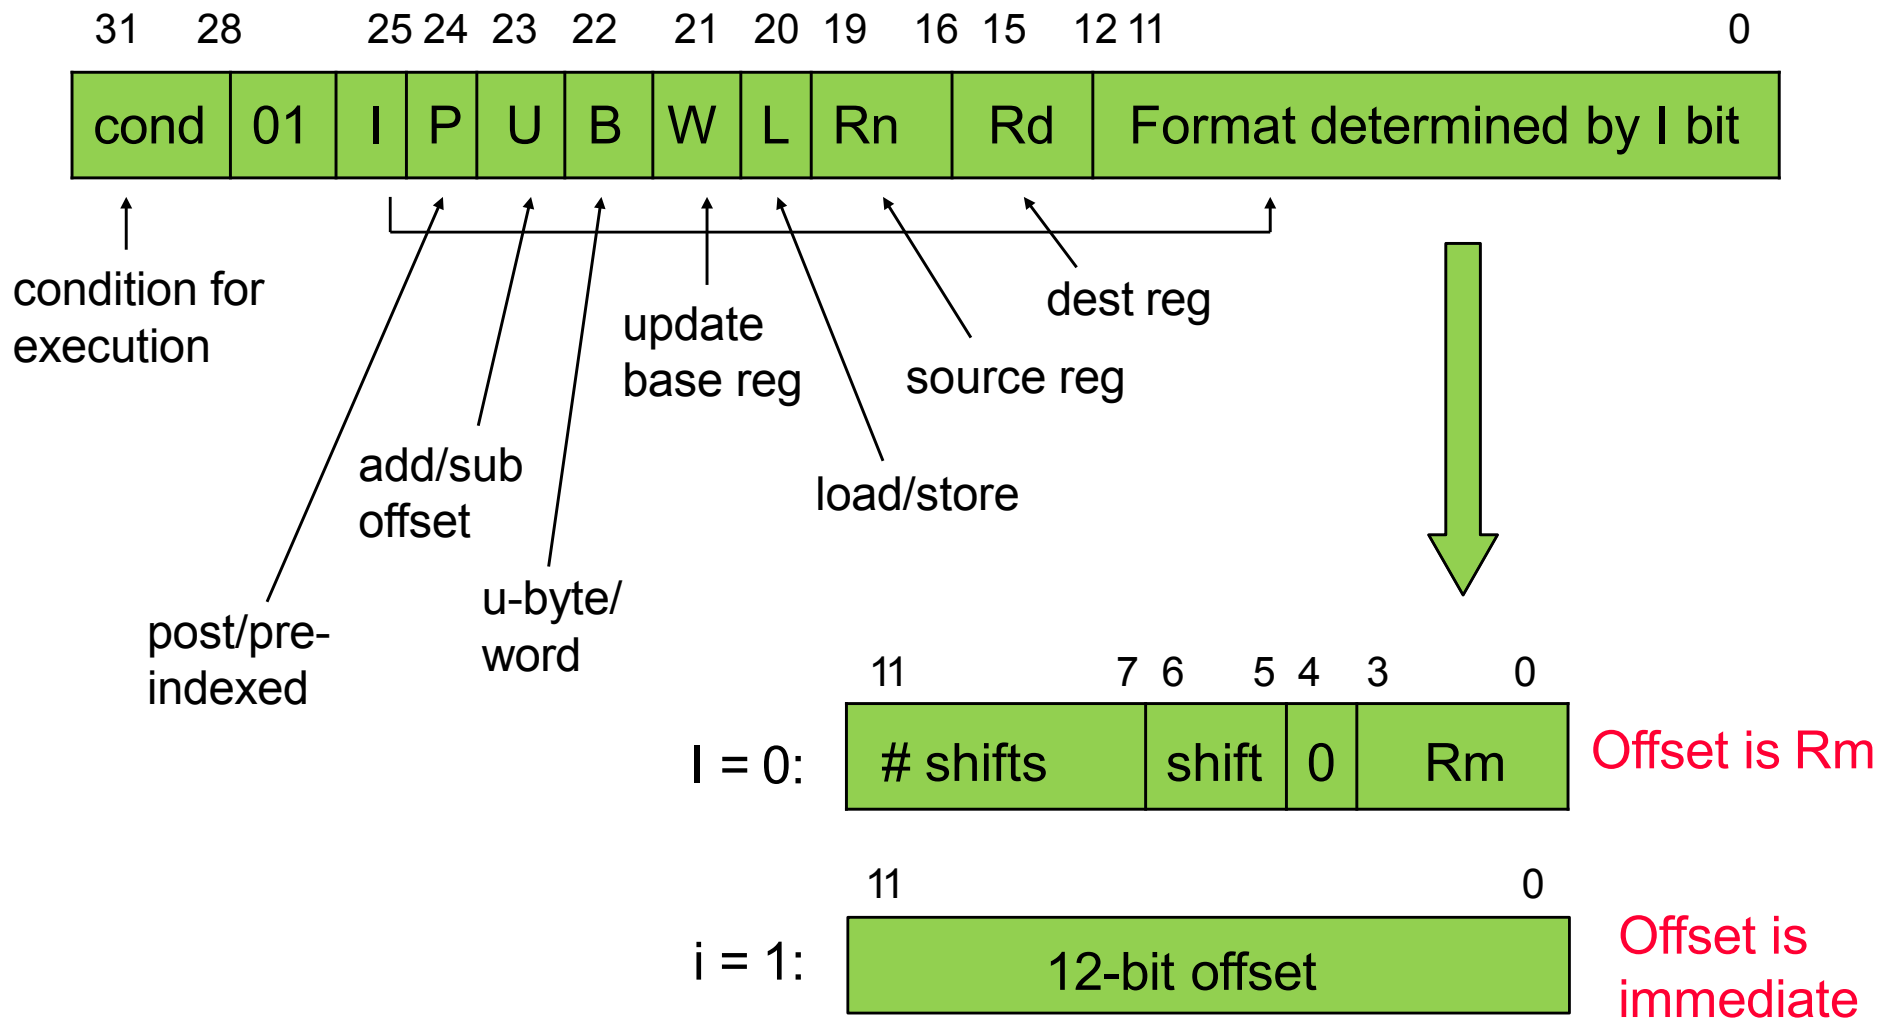 31 28 25 24 23 22 21 20 19 16 15 12 11 0
cond 01 I P U B W L Rn Rd Format determined by I bit
condition for
execution
post/pre-
indexed
add/sub
offset
u-byte/
word
update
base reg
load/store
source reg
dest reg
11 7 6 5 4 3 0
I = 0: # shifts shift 0 Rm Offset is Rm
11 0
i = 1: 12-bit offset
Offset is
immediate